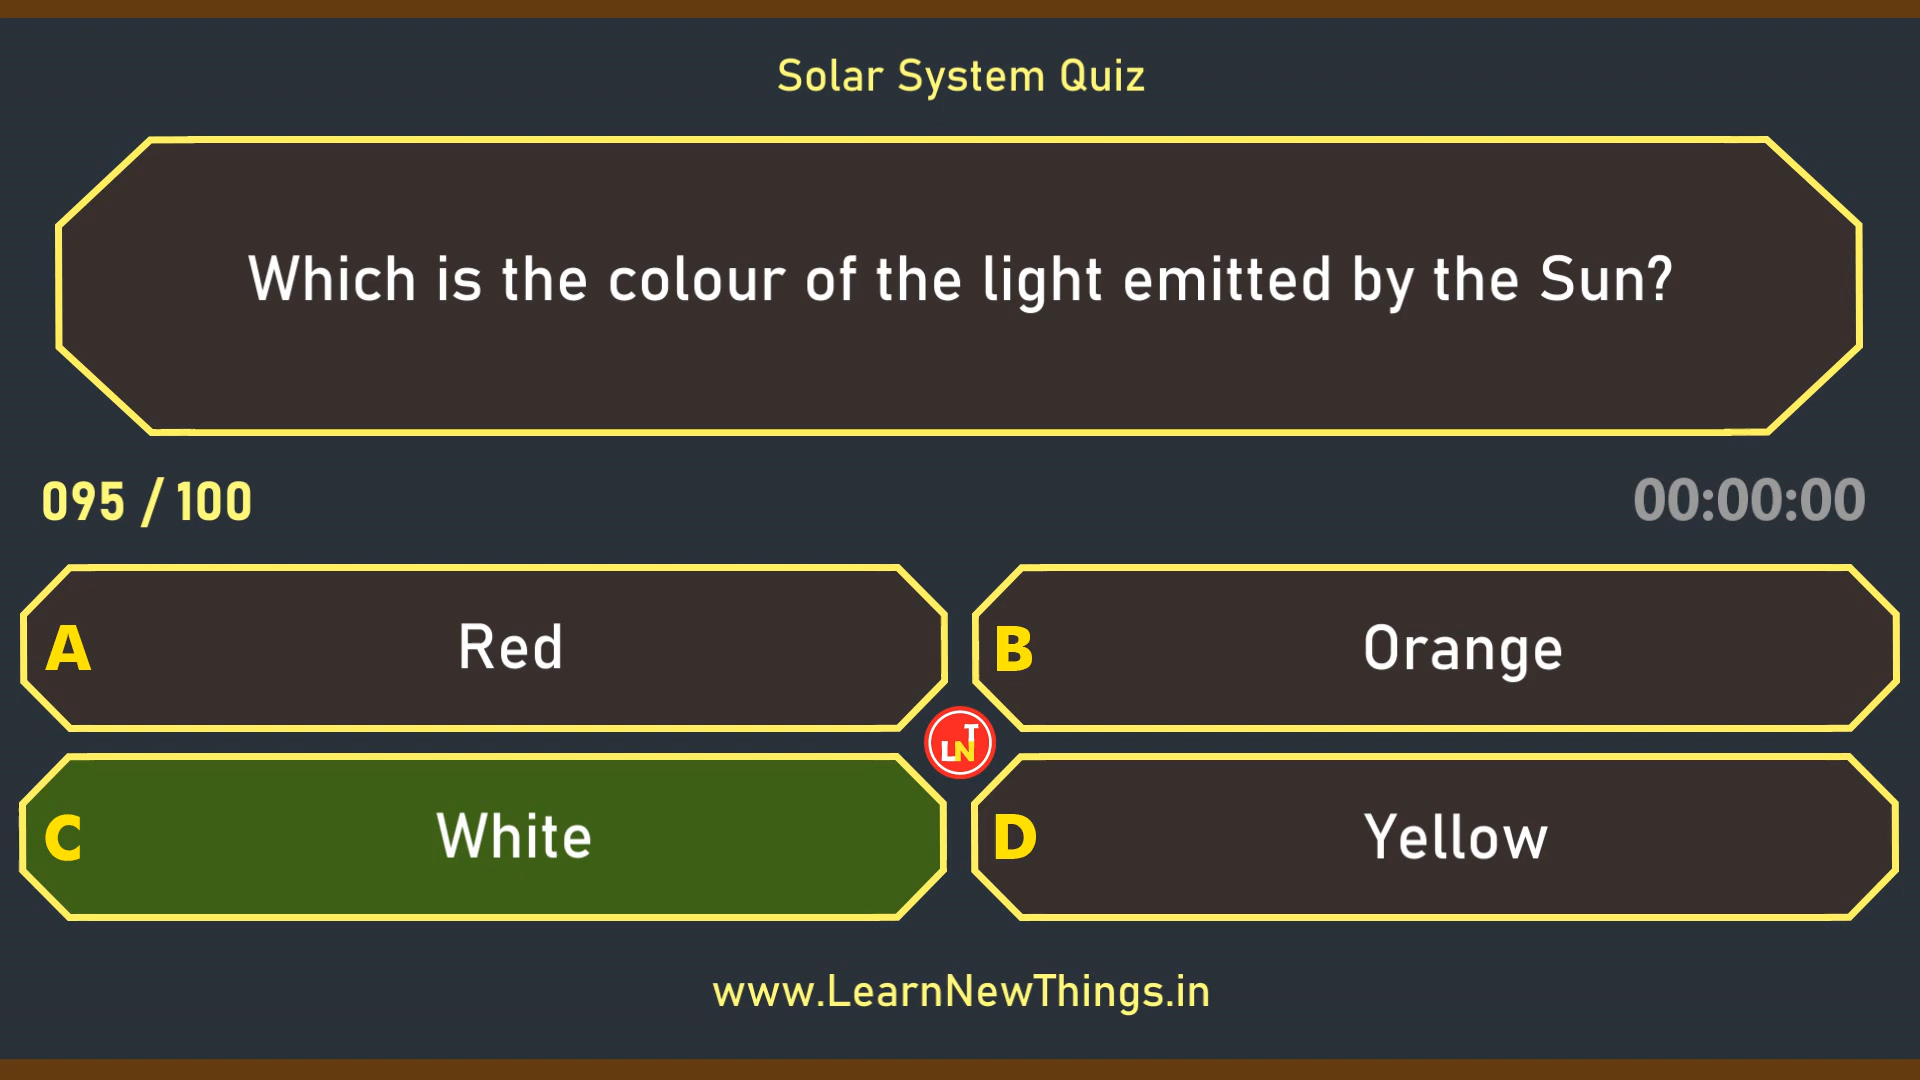 Solar System Quiz
Which is the colour of the light emitted by the Sun?
095 / 100
00:00:00
A Red
B Orange
LNT
C White
D Yellow
www.LearnNewThings.in